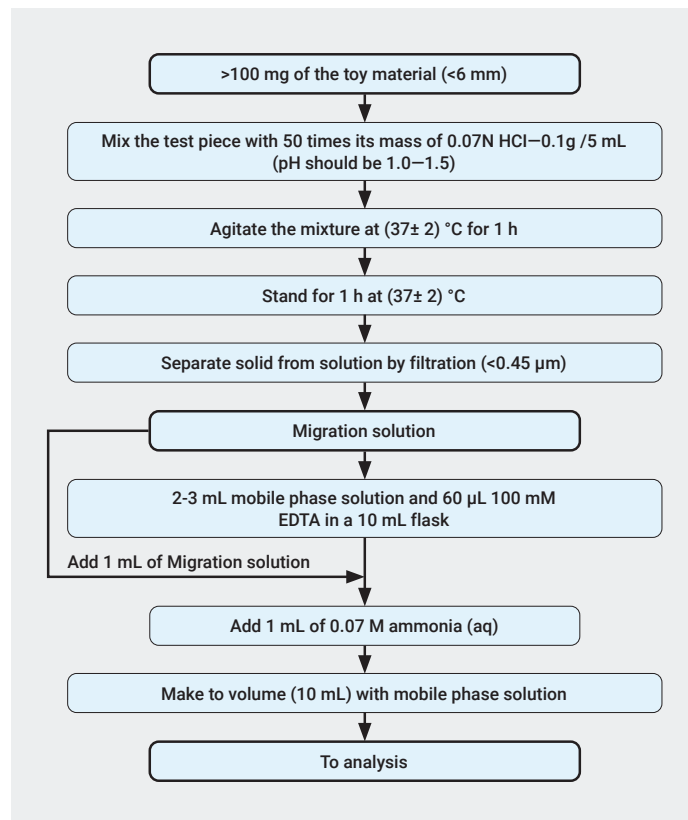 >100 mg of the toy material (<6 mm)
Mix the test piece with 50 times its mass of 0.07N HCl—0.1g /5 mL
(pH should be 1.0—1.5)
Agitate the mixture at (37± 2) °C for 1 h
Stand for 1 h at (37± 2) °C
Separate solid from solution by filtration (<0.45 µm)
Migration solution
2-3 mL mobile phase solution and 60 µL 100 mM
EDTA in a 10 mL flask
Add 1 mL of Migration solution
Add 1 mL of 0.07 M ammonia (aq)
Make to volume (10 mL) with mobile phase solution
To analysis